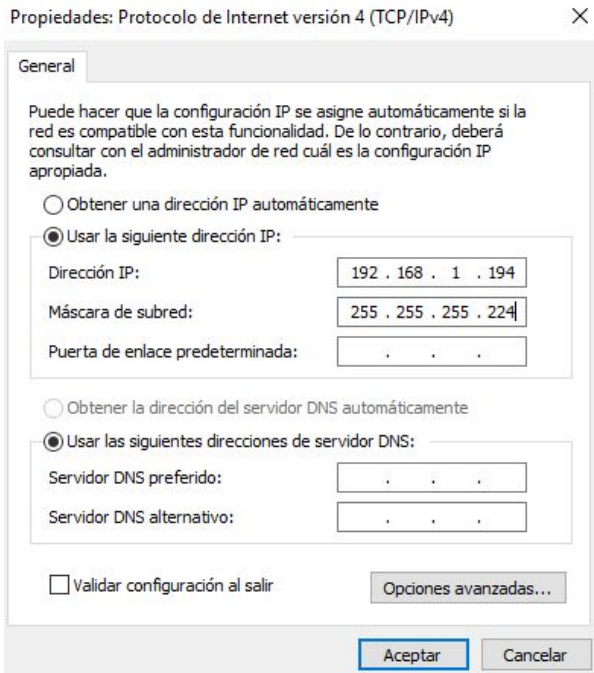 Propiedades: Protocolo de Internet versión 4 (TCP/IPv4)
General
Puede hacer que la configuración IP se asigne automáticamente si la
red es compatible con esta funcionalidad. De lo contrario, deberá
consultar con el administrador de red cuál es la configuración IP
apropiada.
Obtener una dirección IP automáticamente
Usar la siguiente dirección IP:
Dirección IP: 192 . 168 . 1 . 194
Máscara de subred: 255 . 255 . 255 . 224
Puerta de enlace predeterminada: . . .
Obtener la dirección del servidor DNS automáticamente
Usar las siguientes direcciones de servidor DNS:
Servidor DNS preferido: . . .
Servidor DNS alternativo: . . .
Validar configuración al salir Opciones avanzadas...
Aceptar Cancelar